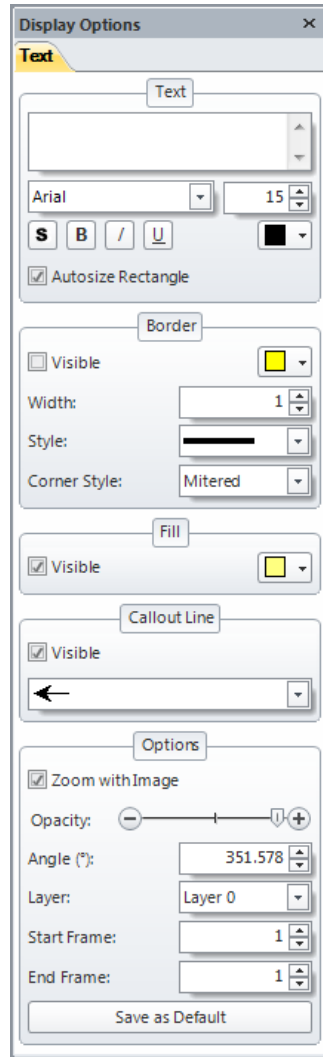 Display Options
Text
Text
Arial 15
S B / U
Autosize Rectangle
Border
Visible
Width: 1
Style:
Corner Style: Mitered
Fill
Visible
Callout Line
Visible
Options
Zoom with Image
Opacity:
Angle (°): 351.578
Layer: Layer 0
Start Frame: 1
End Frame: 1
Save as Default